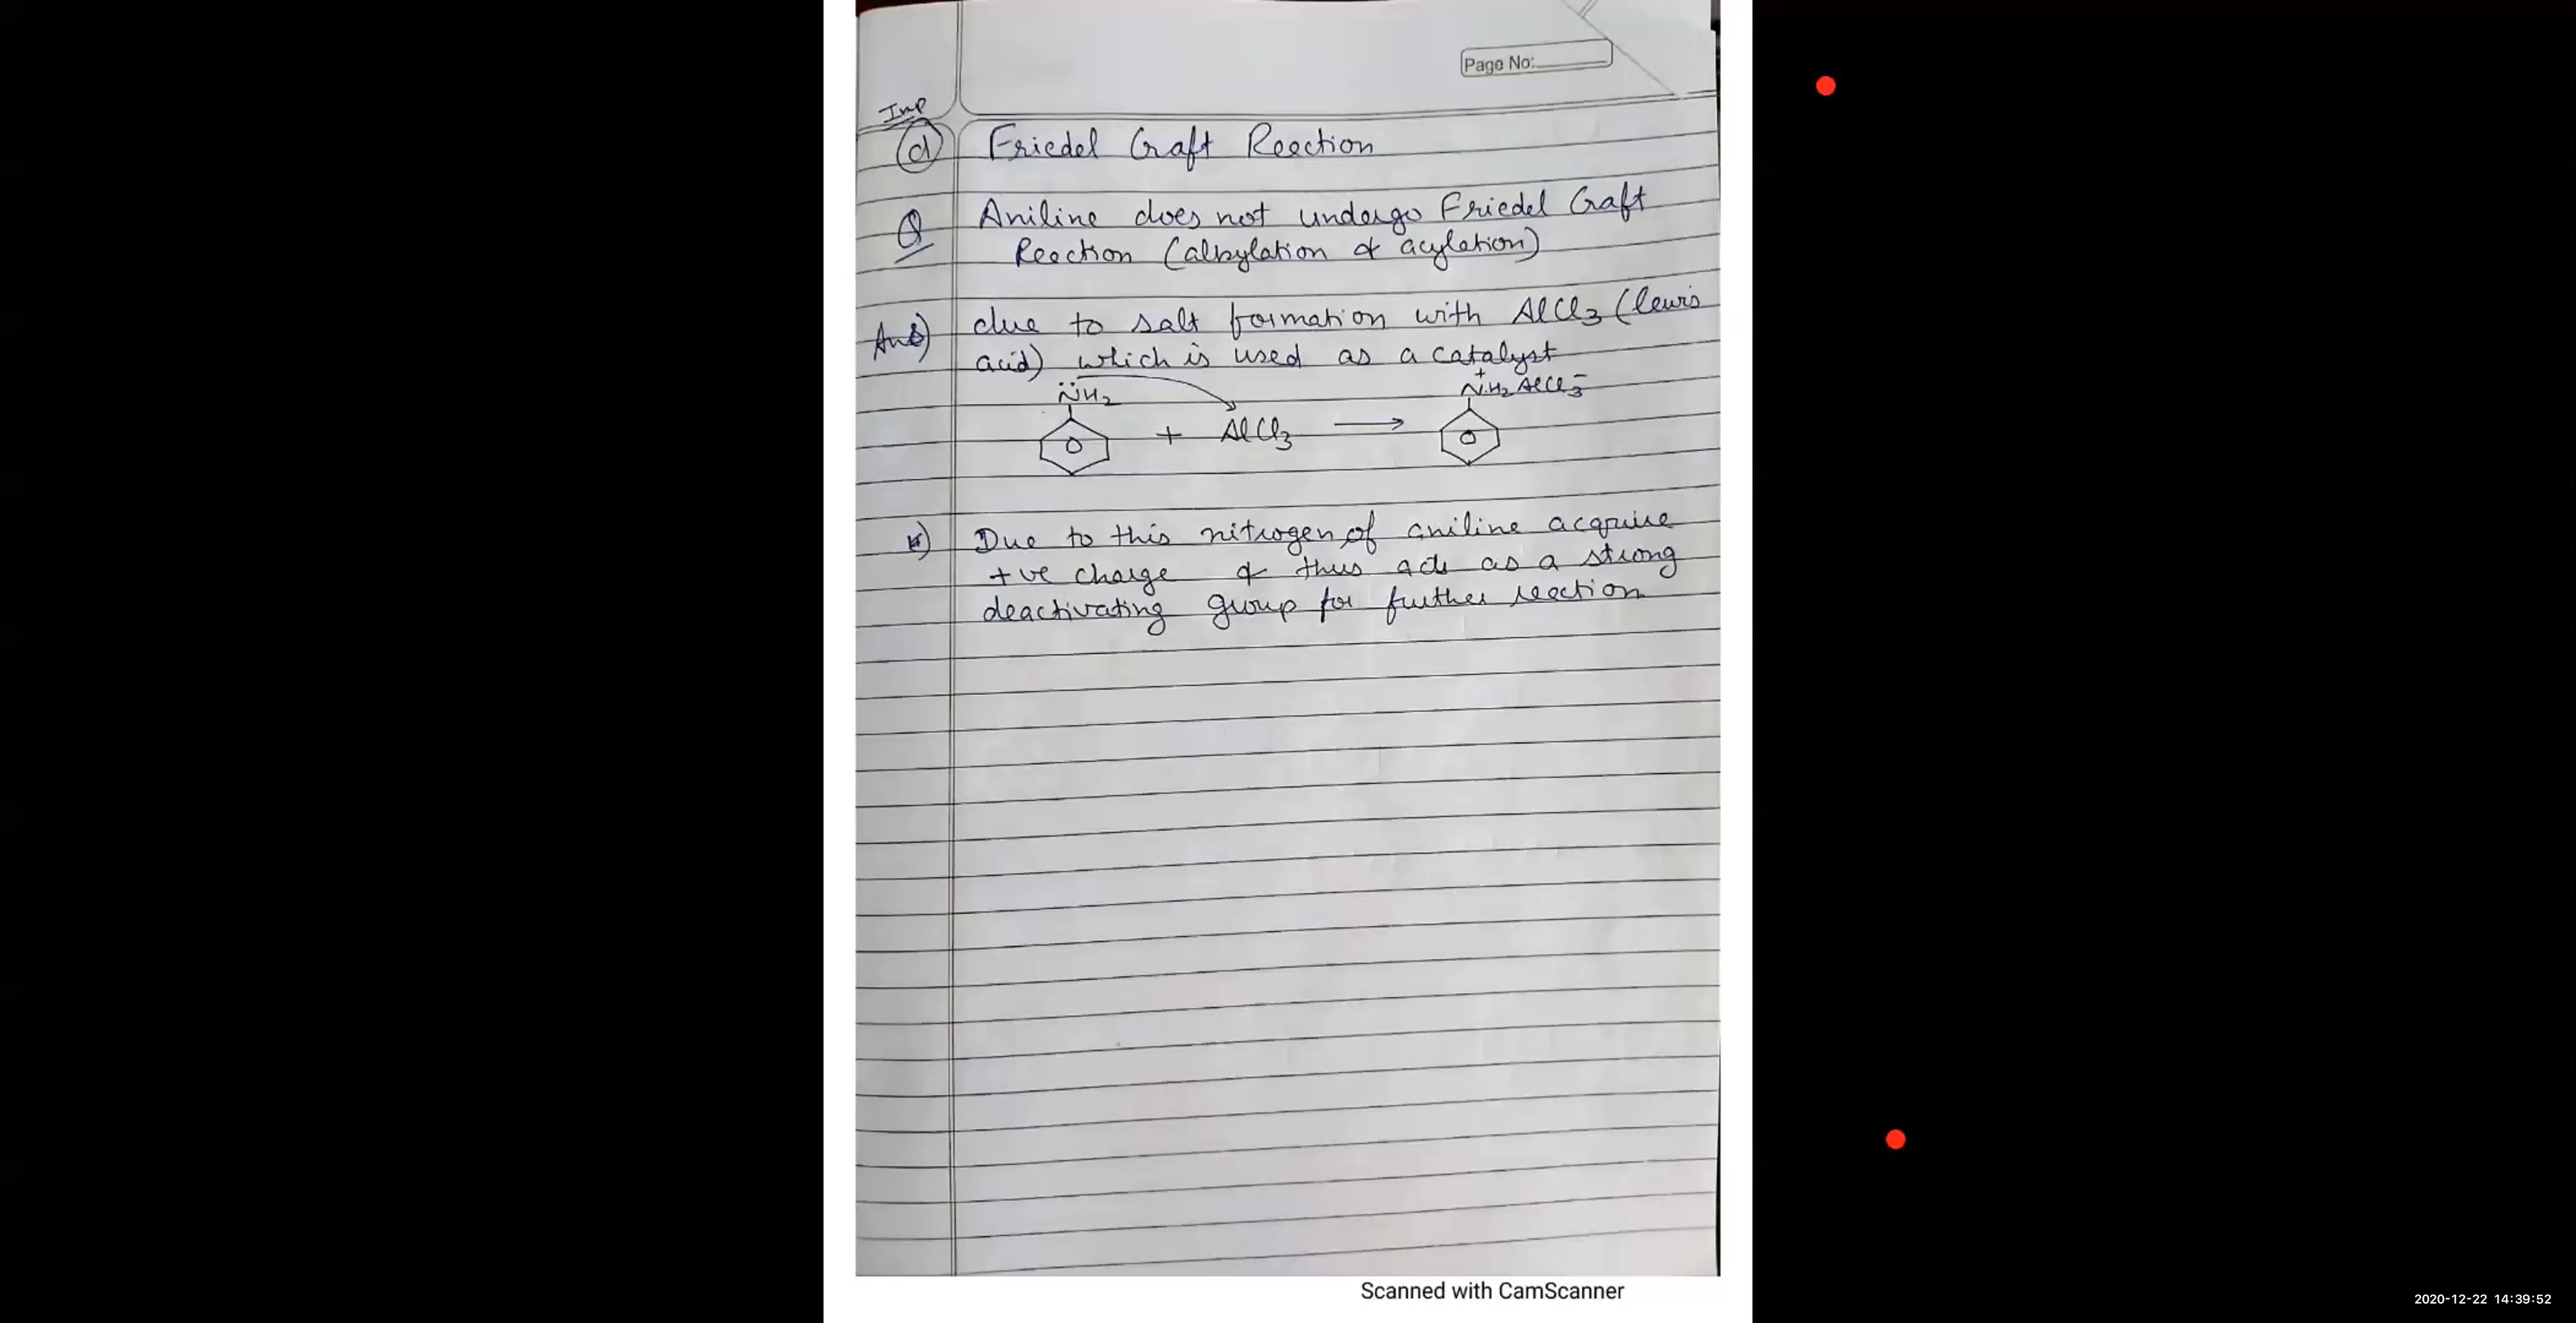 Page No:
Imp
(d) Friedel Craft Reaction
Q Aniline does not undergo Friedel Craft
Reaction (alkylation & acylation)
Ans) due to salt formation with AlCl3 (lewis
acid) which is used as a catalyst
N̈H2 + AlCl3 → N⁺H2AlCl3⁻
*) Due to this nitrogen of aniline acquire
+ve charge & thus acts as a strong
deactivating group for further reaction
Scanned with CamScanner
2020-12-22 14:39:52